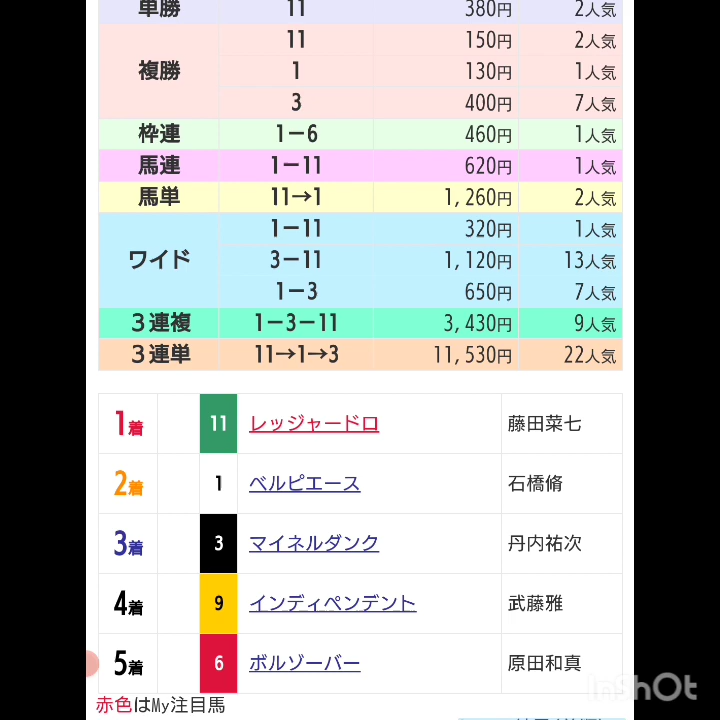 単勝 11 380円 2人気
11 150円 2人気
複勝 1 130円 1人気
3 400円 7人気
枠連 1－6 460円 1人気
馬連 1－11 620円 1人気
馬単 11→1 1,260円 2人気
1－11 320円 1人気
ワイド 3－11 1,120円 13人気
1－3 650円 7人気
3連複 1－3－11 3,430円 9人気
3連単 11→1→3 11,530円 22人気
1着 11 レッジャードロ 藤田菜七
2着 1 ベルピエース 石橋脩
3着 3 マイネルダンク 丹内祐次
4着 9 インディペンデント 武藤雅
5着 6 ボルゾーバー 原田和真
赤色はMy注目馬
InShOt